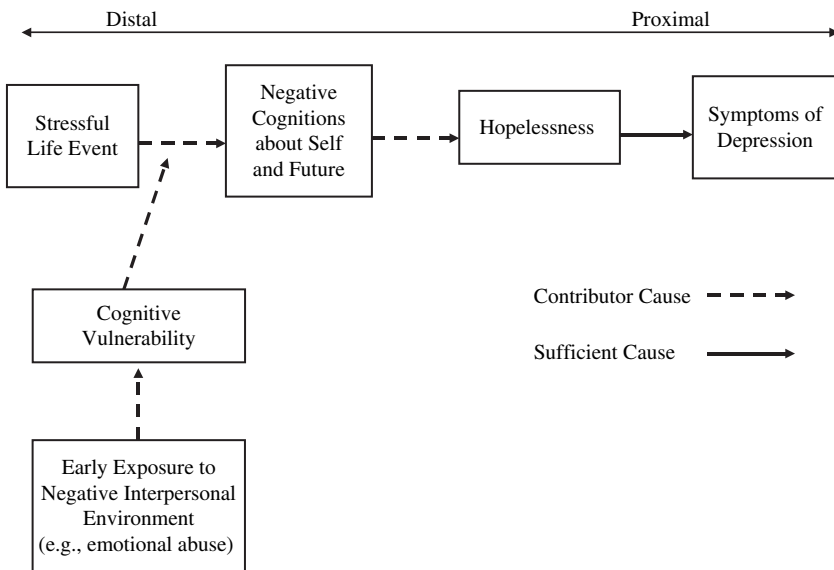 Distal
Proximal
Stressful
Life Event
Negative
Cognitions
about Self
and Future
Hopelessness
Symptoms of
Depression
Cognitive
Vulnerability
Contributor Cause
Sufficient Cause
Early Exposure to
Negative Interpersonal
Environment
(e.g., emotional abuse)